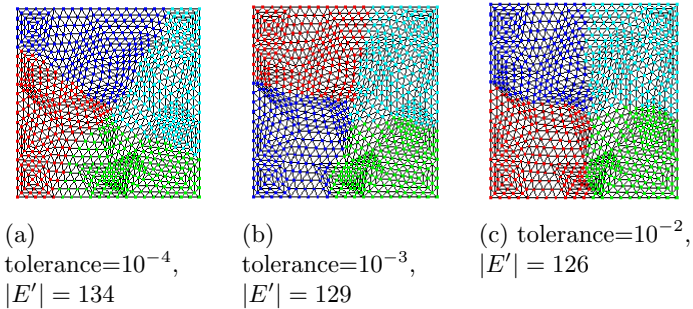 (a)
tolerance=10⁻⁴,
|E′| = 134
(b)
tolerance=10⁻³,
|E′| = 129
(c) tolerance=10⁻²,
|E′| = 126